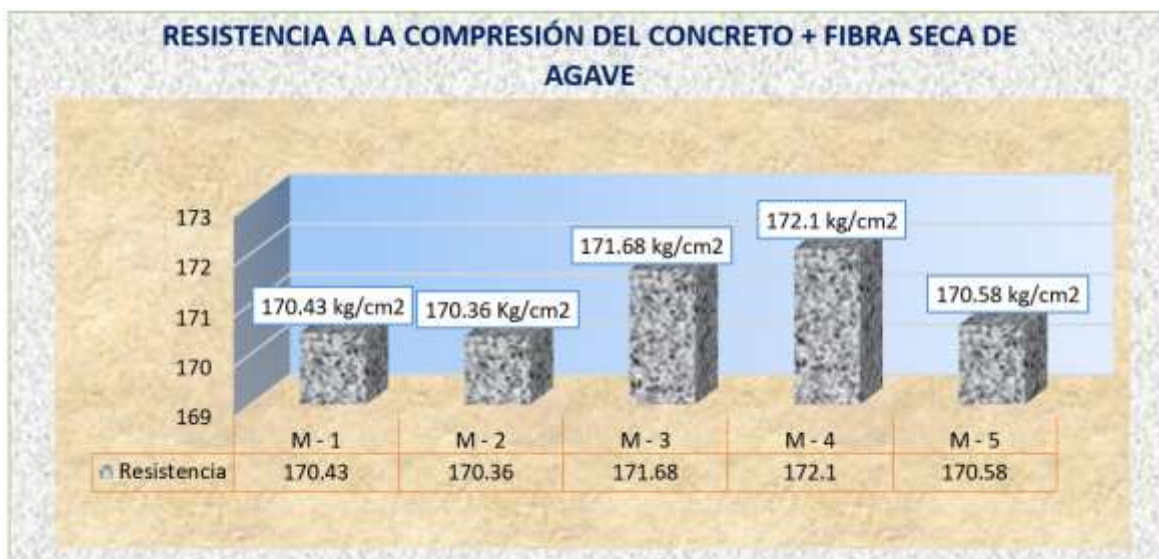 RESISTENCIA A LA COMPRESIÓN DEL CONCRETO + FIBRA SECA DE
AGAVE
173
172
171
170
169
170.43 kg/cm2
170.36 Kg/cm2
171.68 kg/cm2
172.1 kg/cm2
170.58 kg/cm2
M - 1 M - 2 M - 3 M - 4 M - 5
Resistencia 170.43 170.36 171.68 172.1 170.58